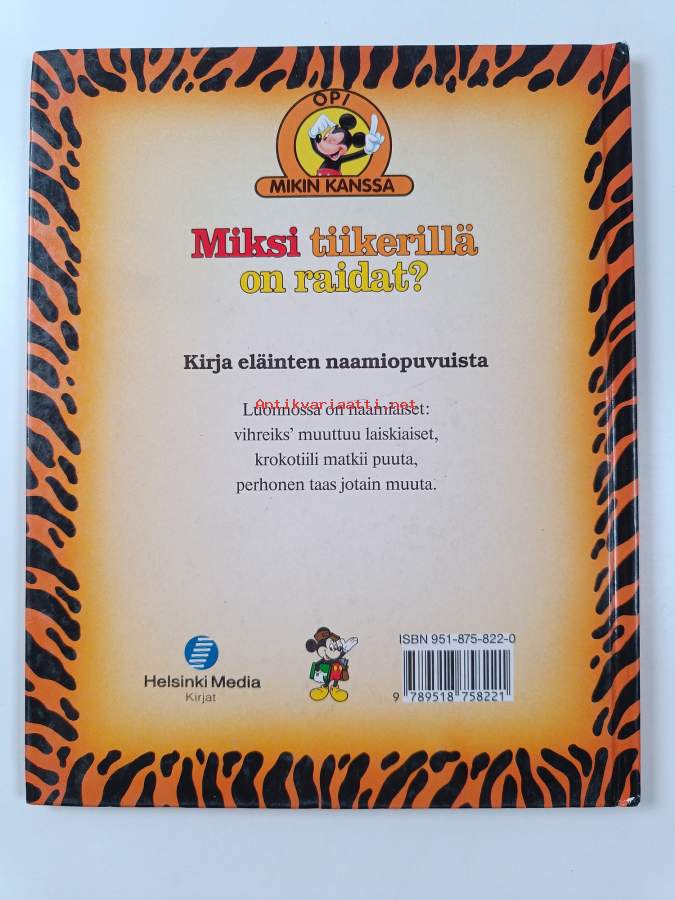 OPI
MIKIN KANSSA
Miksi tiikerillä
on raidat?
Kirja eläinten naamiopuvuista
Antikvariaatti.net
Luonnossa on naamiaiset:
vihreiks' muuttuu laiskiaiset,
krokotiili matkii puuta,
perhonen taas jotain muuta.
ISBN 951-875-822-0
Helsinki Media
Kirjat
9 789518 758221